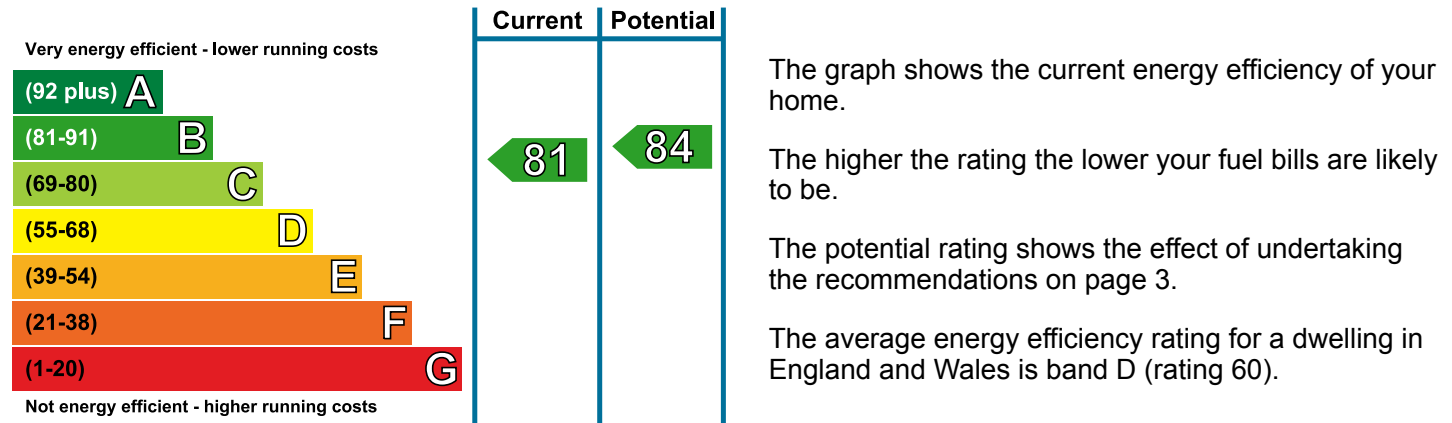 Current Potential
Very energy efficient - lower running costs
(92 plus) A
(81-91) B
(69-80) C
(55-68) D
(39-54) E
(21-38) F
(1-20) G
Not energy efficient - higher running costs
81
84
The graph shows the current energy efficiency of your
home.
The higher the rating the lower your fuel bills are likely
to be.
The potential rating shows the effect of undertaking
the recommendations on page 3.
The average energy efficiency rating for a dwelling in
England and Wales is band D (rating 60).